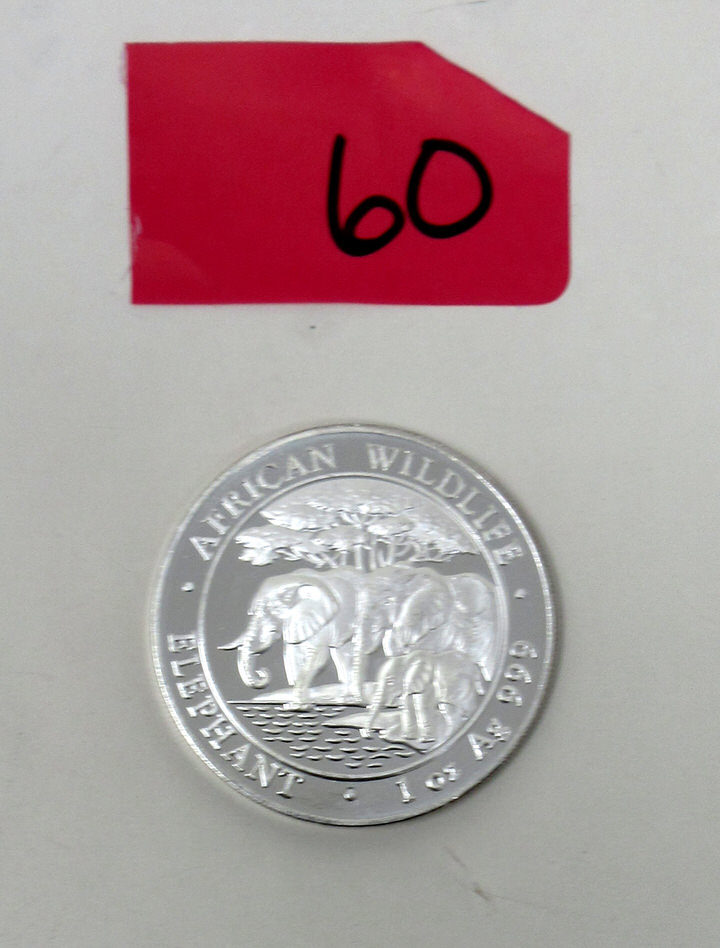 60
AFRICAN WILDLIFE
ELEPHANT • 1 oz Ag 999